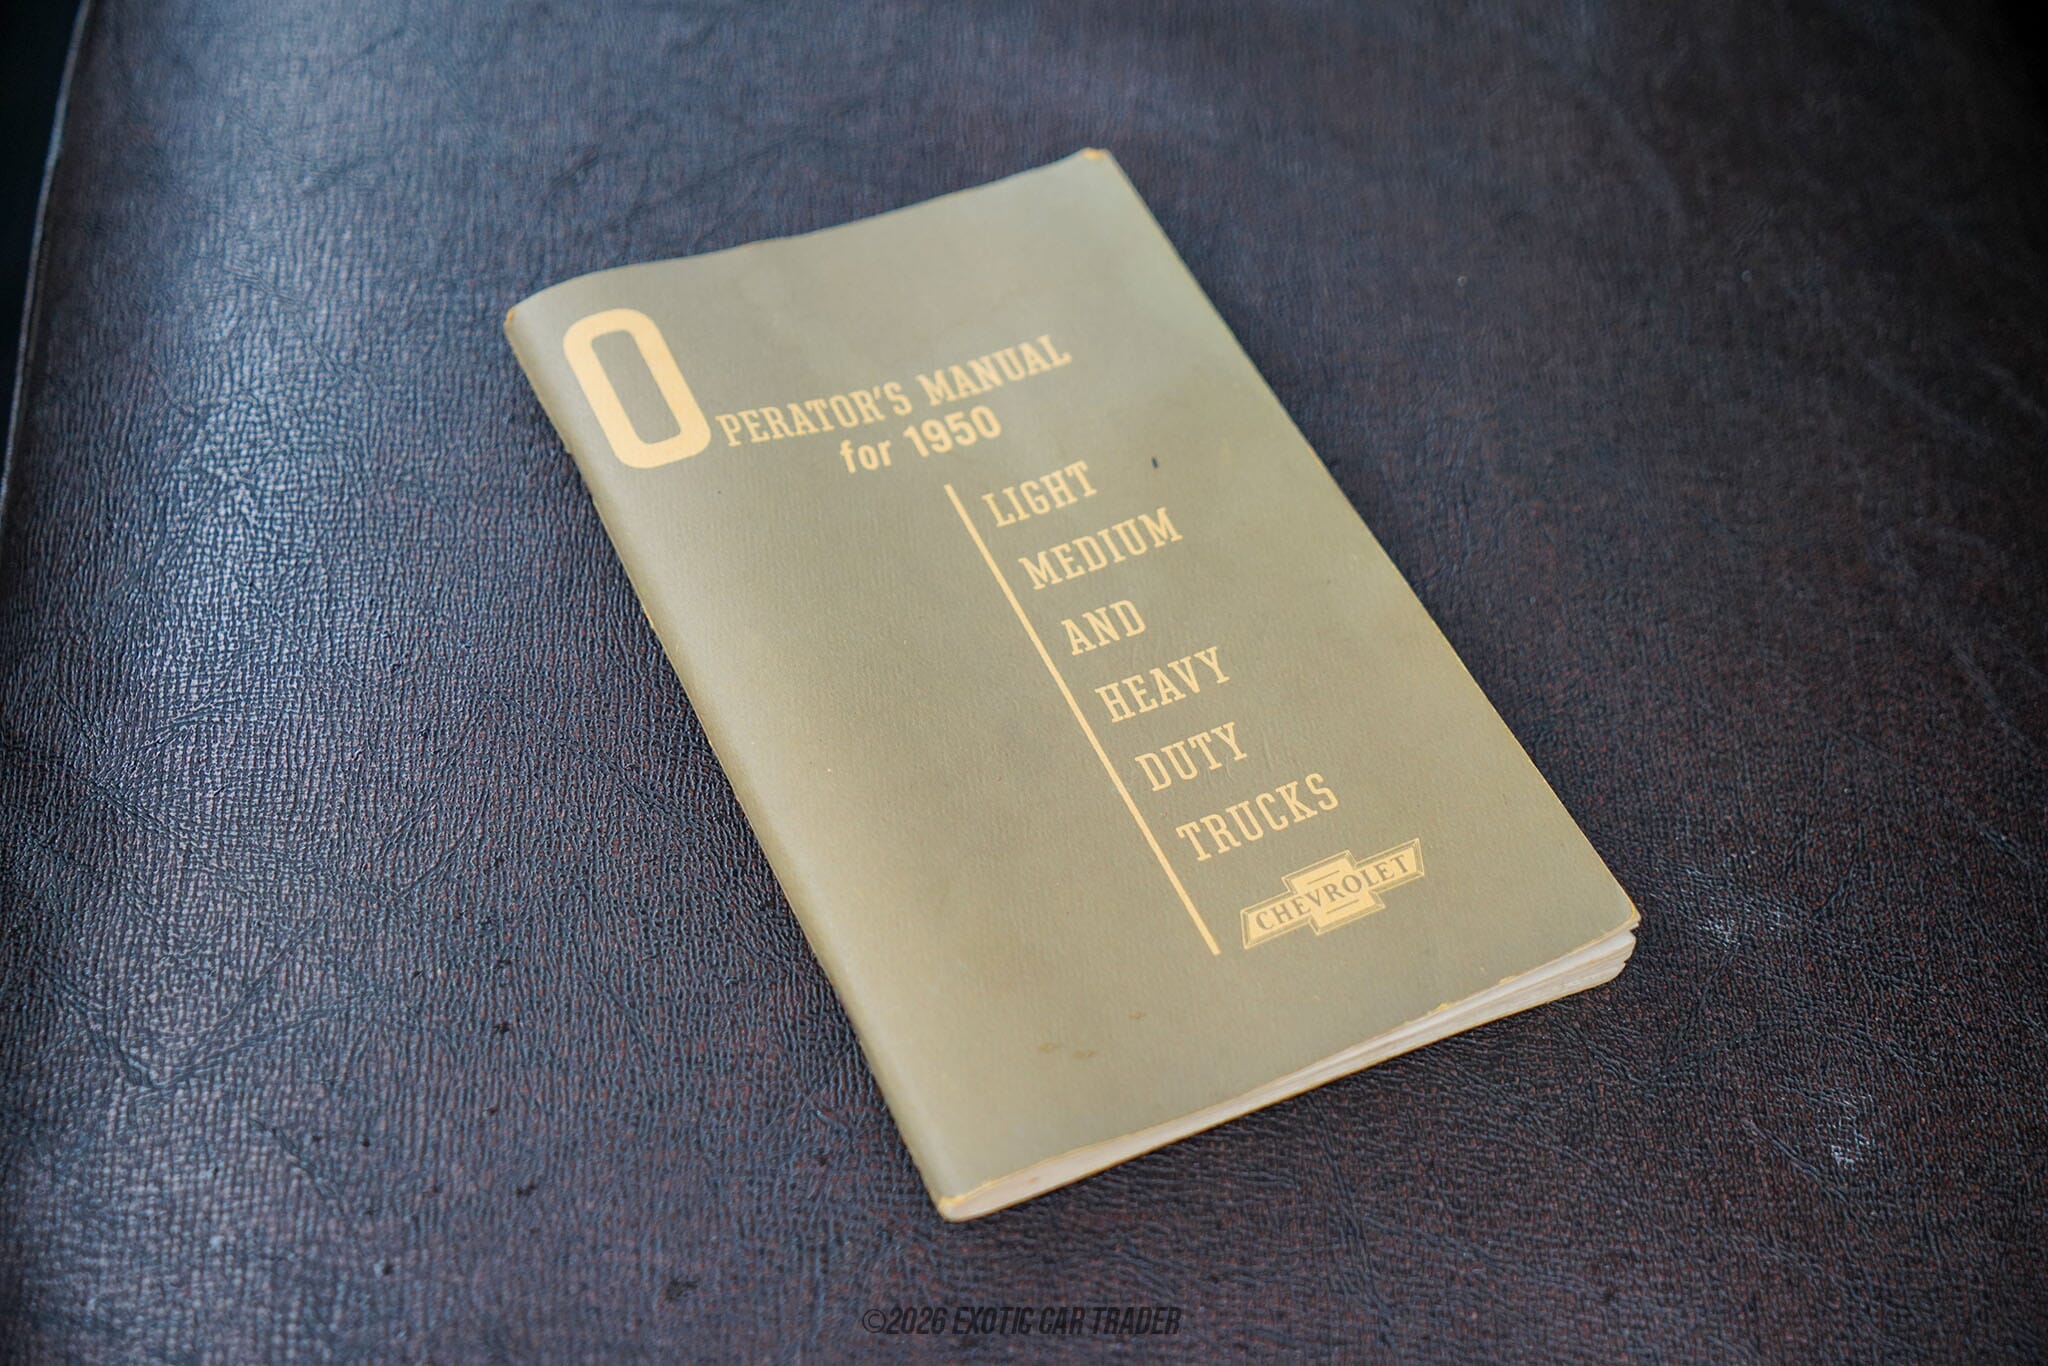 OPERATOR'S MANUAL
for 1950
LIGHT
MEDIUM
AND
HEAVY
DUTY
TRUCKS
CHEVROLET
©2026 EXOTIC CAR TRADER